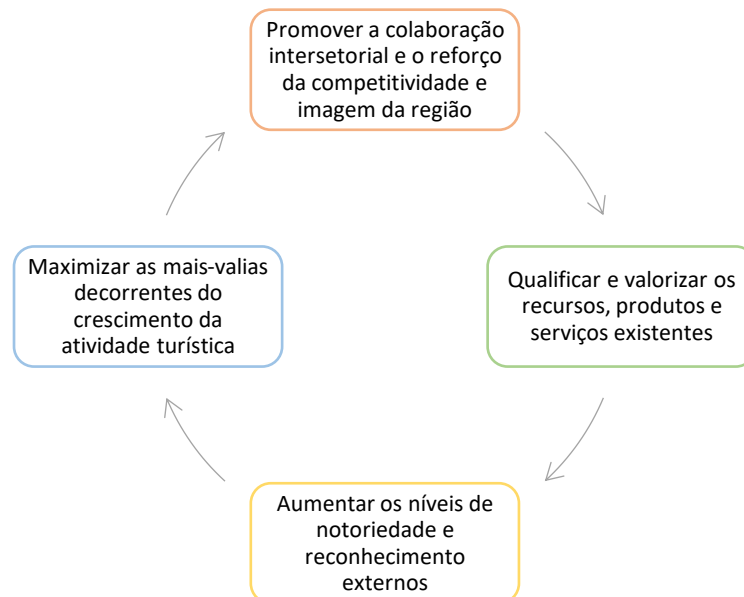 Promover a colaboração
intersetorial e o reforço
da competitividade e
imagem da região
Qualificar e valorizar os
recursos, produtos e
serviços existentes
Aumentar os níveis de
notoriedade e
reconhecimento
externos
Maximizar as mais-valias
decorrentes do
crescimento da
atividade turística